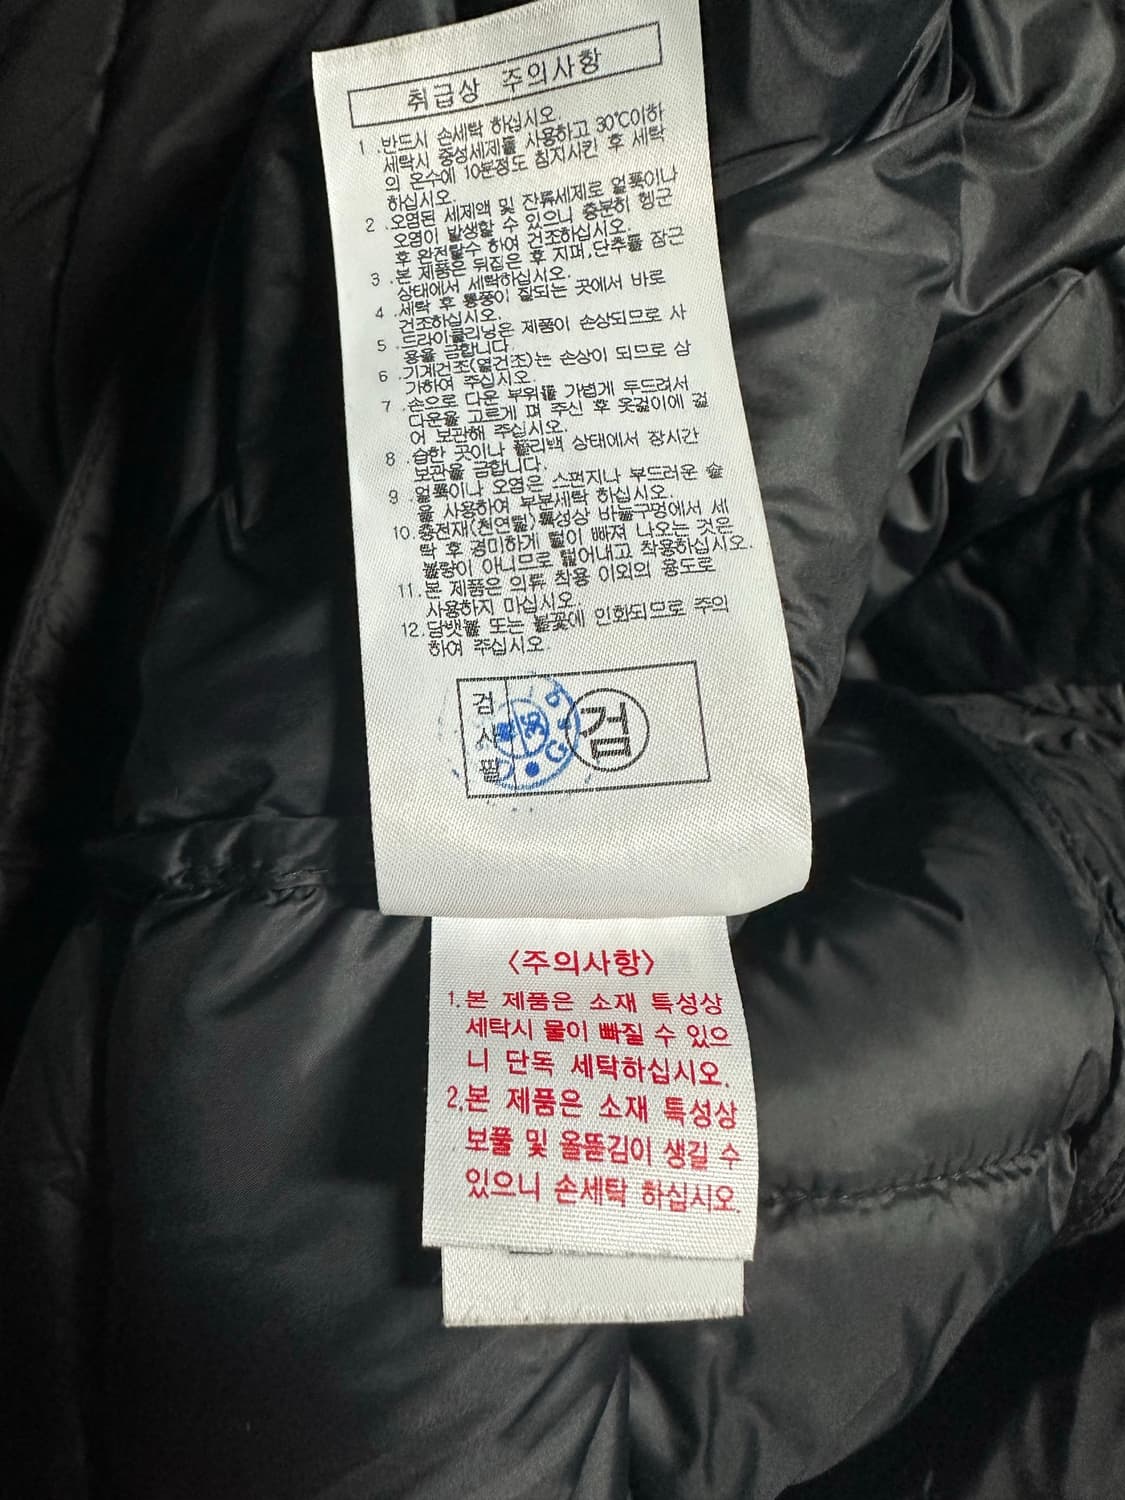 취급상 주의사항
1 .반드시 손세탁 하십시오.
세탁시 중성세제를 사용하고 30℃이하
의 온수에 10분정도 침지시킨 후 세탁
하십시오.
2 .오염된 세제액 및 잔류세제로 얼룩이나
오염이 발생할 수 있으니 충분히 헹군
후 완전탈수 하여 건조하십시오.
3 .본 제품은 뒤집은 후 지퍼,단추를 잠근
상태에서 세탁하십시오.
4 .세탁 후 통풍이 잘되는 곳에서 바로
건조하십시오.
5 .드라이클리닝은 제품이 손상되므로 사
용을 금합니다.
6 .기계건조(열건조)는 손상이 되므로 삼
가하여 주십시오.
7 .손으로 다운 부위를 가볍게 두드려서
다운을 고르게 펴 주신 후 옷걸이에 걸
어 보관해 주십시오.
8 .습한 곳이나 폴리백 상태에서 장시간
보관을 금합니다.
9 .얼룩이나 오염은 스펀지나 부드러운 솔
을 사용하여 부분세탁 하십시오.
10.충전재(천연털)특성상 바늘구멍에서 세
탁 후 경미하게 털이 빠져 나오는 것은
불량이 아니므로 털어내고 착용하십시오.
11.본 제품은 의류 착용 이외의 용도로
사용하지 마십시오.
12.담뱃불 또는 불꽃에 인화되므로 주의
하여 주십시오.
검사필
36
검
<주의사항>
1.본 제품은 소재 특성상
세탁시 물이 빠질 수 있으
니 단독 세탁하십시오.
2.본 제품은 소재 특성상
보풀 및 올뜯김이 생길 수
있으니 손세탁 하십시오.